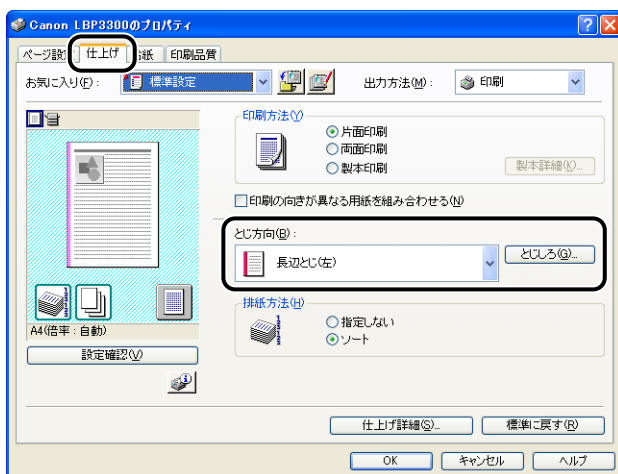 Canon LBP3300のプロパティ
仕上げ 給紙 印刷品質
お気に入り(F): 標準設定 出力方法(M): 印刷
印刷方法(Y)
片面印刷
両面印刷
製本印刷
製本詳細(K)...
印刷の向きが異なる用紙を組み合わせる(N)
とじ方向(B):
長辺とじ(左)
とじしろ(G)...
排紙方法(H)
指定しない
ソート
A4(倍率:自動)
設定確認(V)
仕上げ詳細(S)... 標準に戻す(R)
OK キャンセル ヘルプ